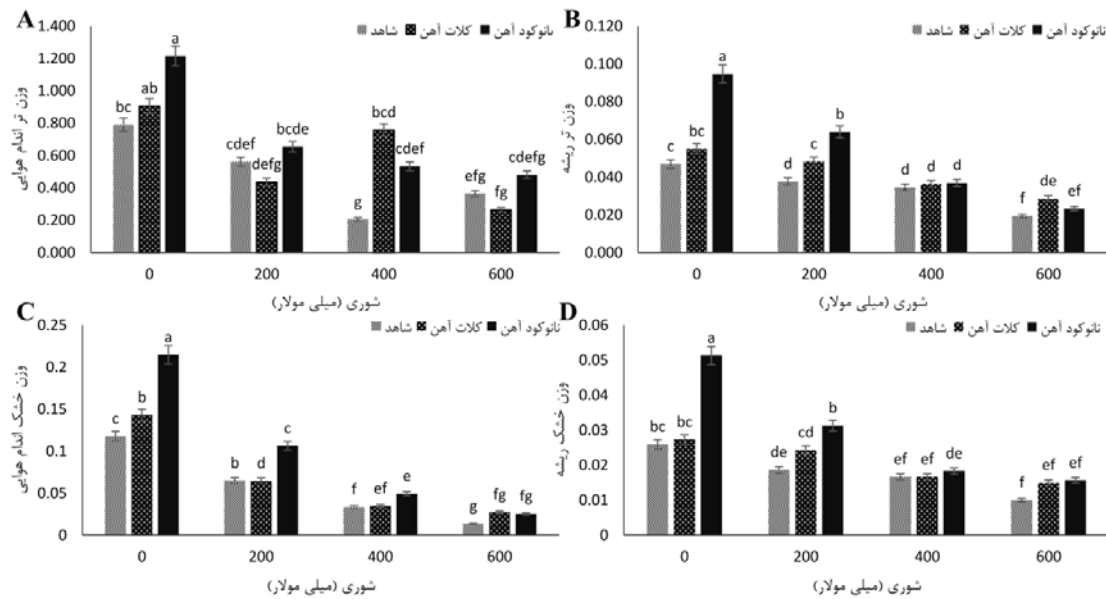 A
شاهد کلات آهن نانوکود آهن
وزن تر اندام هوایی
1.400
1.200
1.000
0.800
0.600
0.400
0.200
0.000
bc ab a
cdef defg bcde
g bcd cdef
efg fg cdefg
0 200 400 600
شوری (میلی مولار)
B
شاهد کلات آهن نانوکود آهن
وزن تر ریشه
0.120
0.100
0.080
0.060
0.040
0.020
0.000
c bc a
d c b
d d d
f de ef
0 200 400 600
شوری (میلی مولار)
C
شاهد کلات آهن نانوکود آهن
وزن خشک اندام هوایی
0.25
0.2
0.15
0.1
0.05
0
c b a
b d c
f ef e
g fg fg
0 200 400 600
شوری (میلی مولار)
D
شاهد کلات آهن نانوکود آهن
وزن خشک ریشه
0.06
0.05
0.04
0.03
0.02
0.01
0
bc bc a
de cd b
ef ef de
f ef ef
0 200 400 600
شوری (میلی مولار)